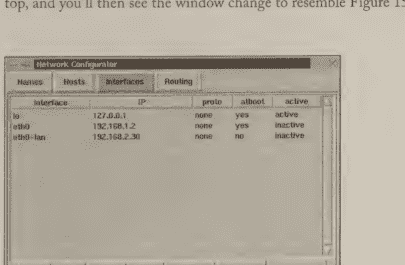 top, and you'll then see the window change to resemble Figure 15
Network Configurator
Names Hosts Interfaces Routing
Interface IP proto atboot active
lo 127.0.0.1 none yes active
eth0 192.168.1.2 none yes inactive
eth0-lan 192.168.2.30 none no inactive